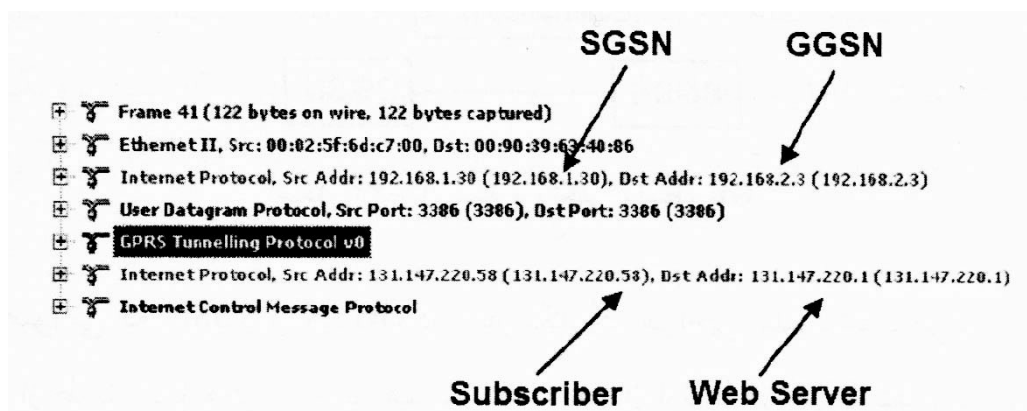 SGSN GGSN
Frame 41 (122 bytes on wire, 122 bytes captured)
Ethernet II, Src: 00:02:5f:6d:c7:00, Dst: 00:90:39:63:40:86
Internet Protocol, Src Addr: 192.168.1.30 (192.168.1.30), Dst Addr: 192.168.2.3 (192.168.2.3)
User Datagram Protocol, Src Port: 3386 (3386), Dst Port: 3386 (3386)
GPRS Tunnelling Protocol v0
Internet Protocol, Src Addr: 131.147.220.58 (131.147.220.58), Dst Addr: 131.147.220.1 (131.147.220.1)
Internet Control Message Protocol
Subscriber Web Server